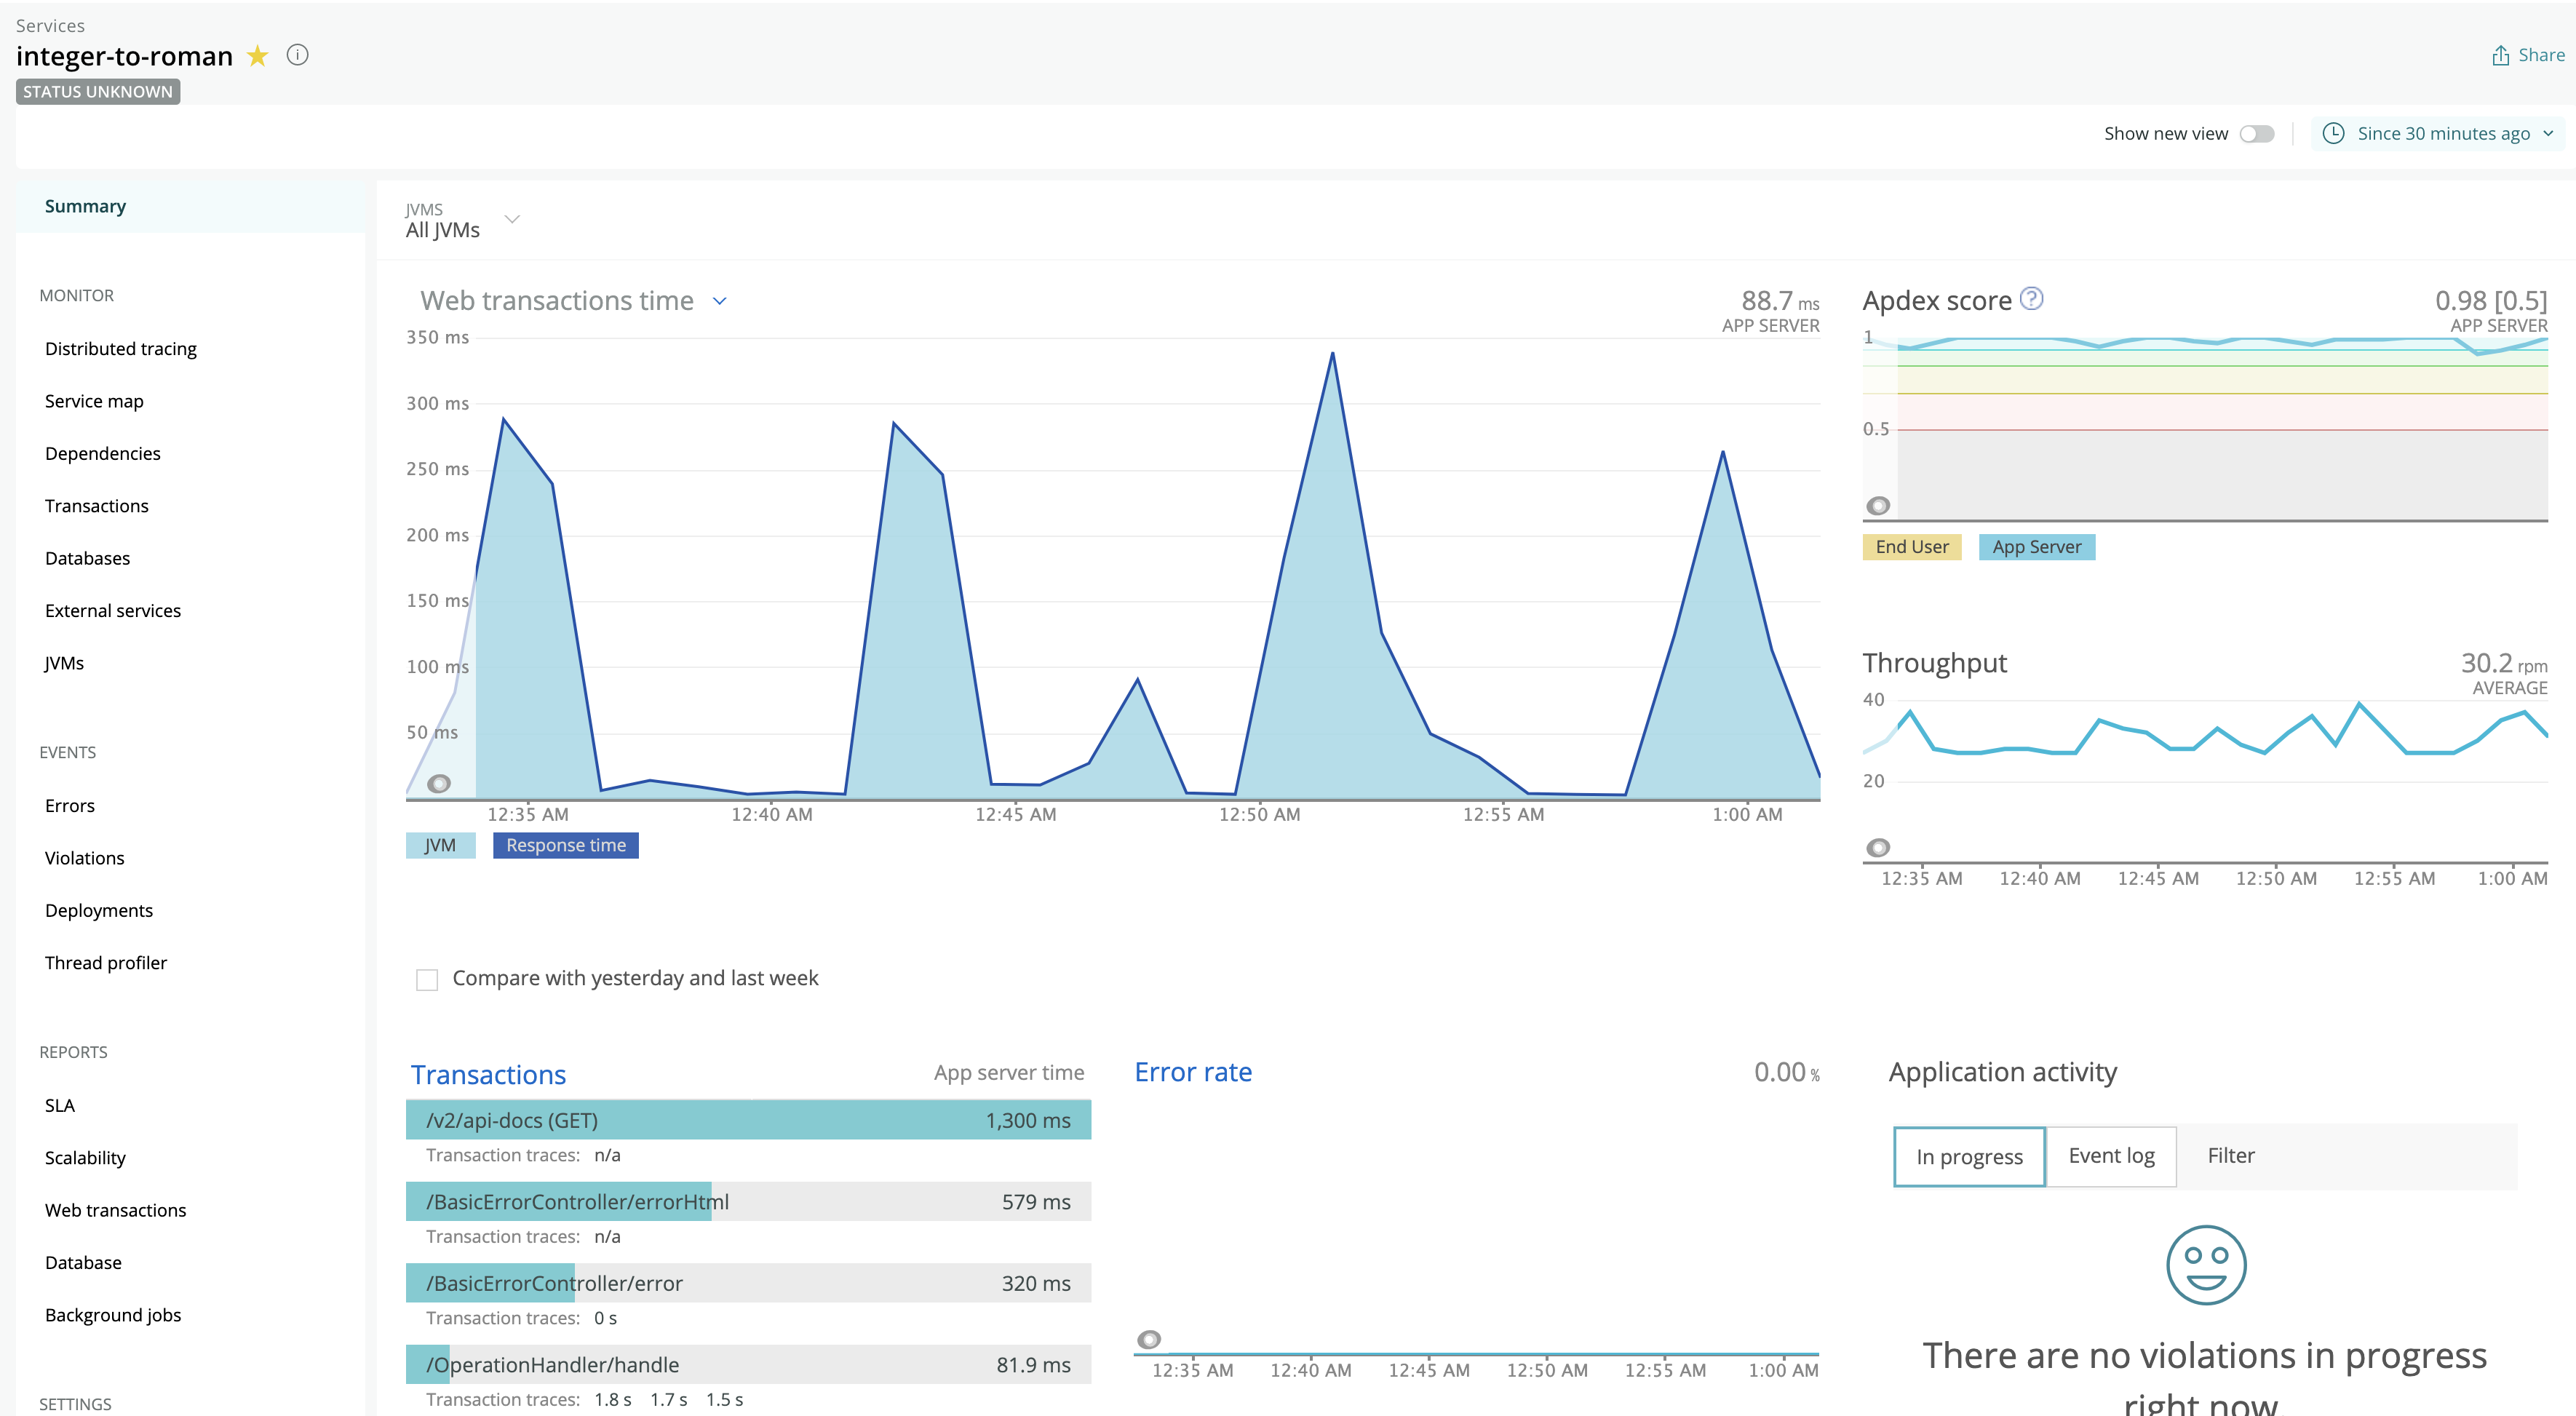 Services
integer-to-roman
Share
STATUS UNKNOWN
Show new view
Since 30 minutes ago
Summary
MONITOR
Distributed tracing
Service map
Dependencies
Transactions
Databases
External services
JVMs
EVENTS
Errors
Violations
Deployments
Thread profiler
REPORTS
SLA
Scalability
Web transactions
Database
Background jobs
SETTINGS
JVMS
All JVMs
Web transactions time
88.7 ms
APP SERVER
350 ms
300 ms
250 ms
200 ms
150 ms
100 ms
50 ms
12:35 AM 12:40 AM 12:45 AM 12:50 AM 12:55 AM 1:00 AM
JVM Response time
Compare with yesterday and last week
Apdex score ?
0.98 [0.5]
APP SERVER
1
0.5
End User App Server
Throughput
30.2 rpm
AVERAGE
40
20
12:35 AM 12:40 AM 12:45 AM 12:50 AM 12:55 AM 1:00 AM
Transactions App server time
/v2/api-docs (GET) 1,300 ms
Transaction traces: n/a
/BasicErrorController/errorHtml 579 ms
Transaction traces: n/a
/BasicErrorController/error 320 ms
Transaction traces: 0 s
/OperationHandler/handle 81.9 ms
Transaction traces: 1.8 s 1.7 s 1.5 s
Error rate 0.00 %
12:35 AM 12:40 AM 12:45 AM 12:50 AM 12:55 AM 1:00 AM
Application activity
In progress Event log Filter
There are no violations in progress
right now.